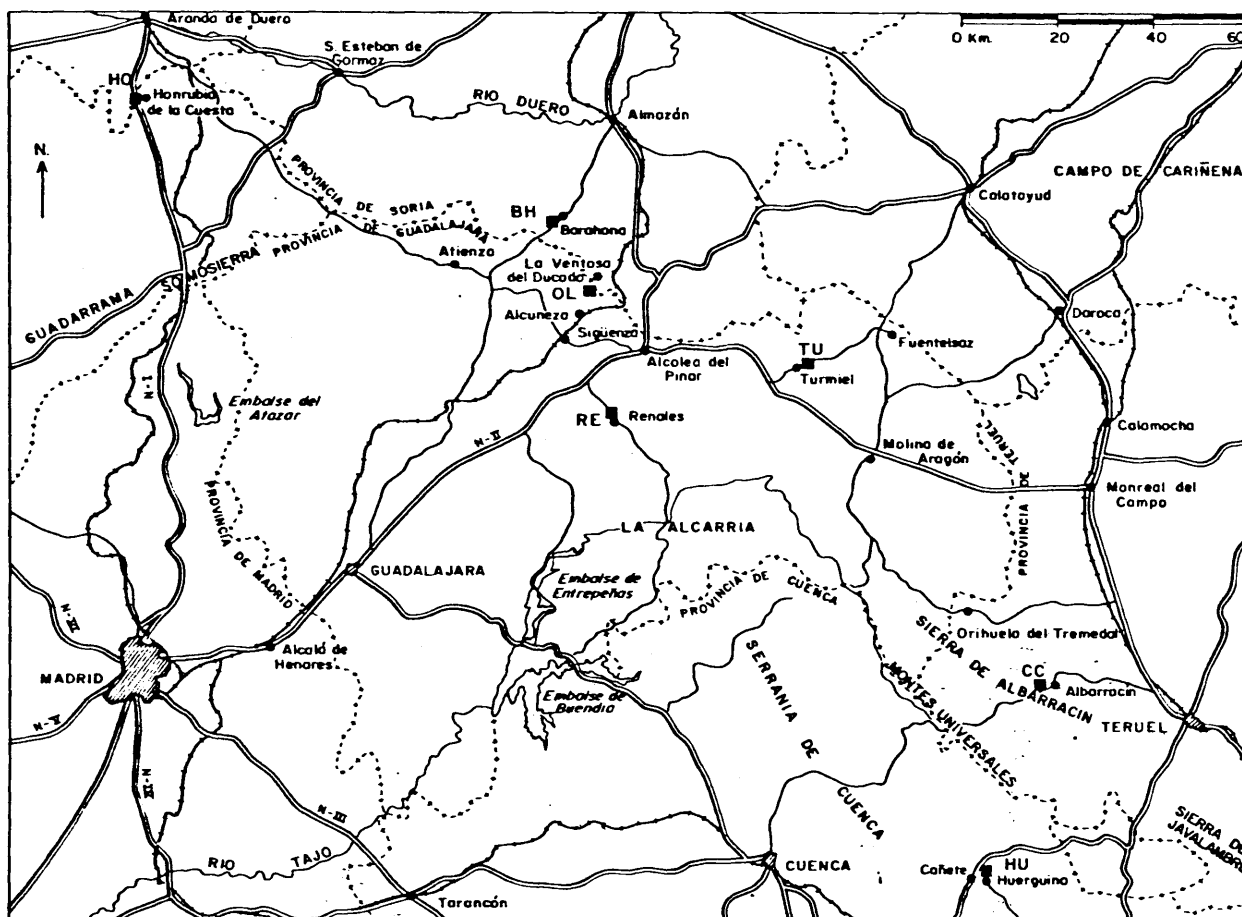 Aranda de Duero
S. Esteban de
Gormaz
0 Km. 20 40 60
HO
Honrubia
de la Cuesta
RIO DUERO
Almazán
N.
CAMPO DE CARIÑENA
Calatayud
PROVINCIA DE SORIA
PROVINCIA DE GUADALAJARA
BH
Barahona
Atienza
La Ventosa
del Ducado
OL
SOMOSIERRA
GUADARRAMA
Alcuneza
Sigüenza
Daroca
Fuentelsaz
TU
Turmiel
Alcolea del
Pinar
N-I
Embalse del
Atazar
RE
Renales
Calamocha
N-II
Molina de
Aragón
PROVINCIA DE TERUEL
Monreal del
Campo
PROVINCIA DE MADRID
LA ALCARRIA
GUADALAJARA
Embalse de
Entrepeñas
PROVINCIA DE CUENCA
N-VI
Orihuela del Tremedal
Alcalá de
Henares
SIERRA DE ALBARRACIN
MADRID
CC
Albarracín
SERRANIA DE CUENCA
MONTES UNIVERSALES
Embalse de
Buendía
TERUEL
N-V
N-III
SIERRA DE
JAVALAMBRE
RIO TAJO
CUENCA
Cañete
HU
Huerguina
Tarancón